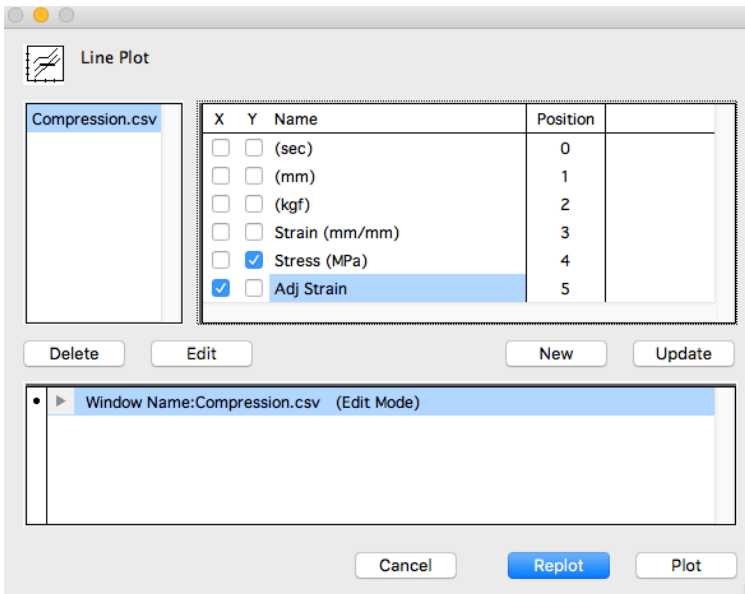 Line Plot
Compression.csv
X Y Name Position
(sec) 0
(mm) 1
(kgf) 2
Strain (mm/mm) 3
Stress (MPa) 4
Adj Strain 5
Delete Edit New Update
Window Name:Compression.csv (Edit Mode)
Cancel Replot Plot